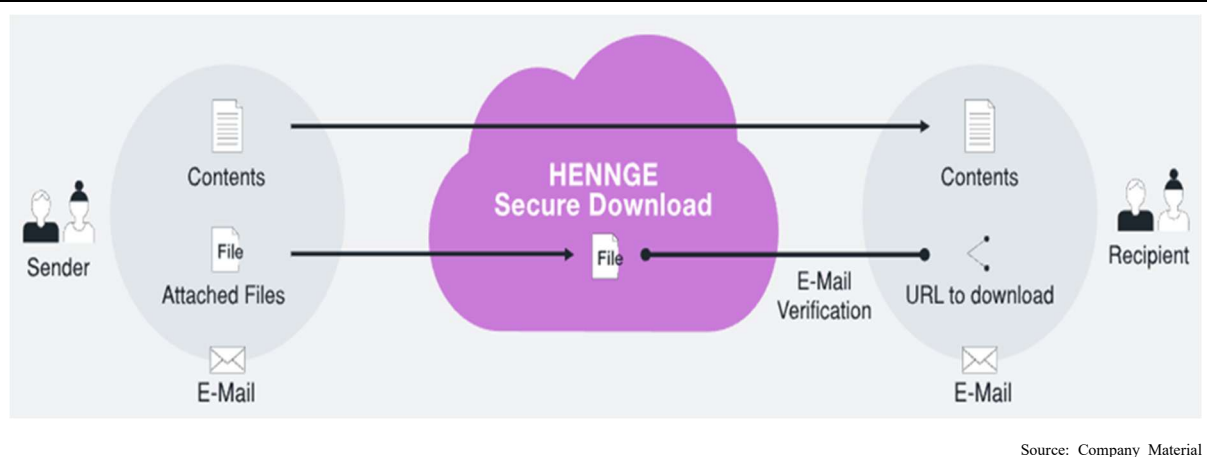 Contents
Contents
HENNGE
Secure Download
Sender
File
File
Recipient
Attached Files
E-Mail
Verification
URL to download
E-Mail
E-Mail
Source: Company Material